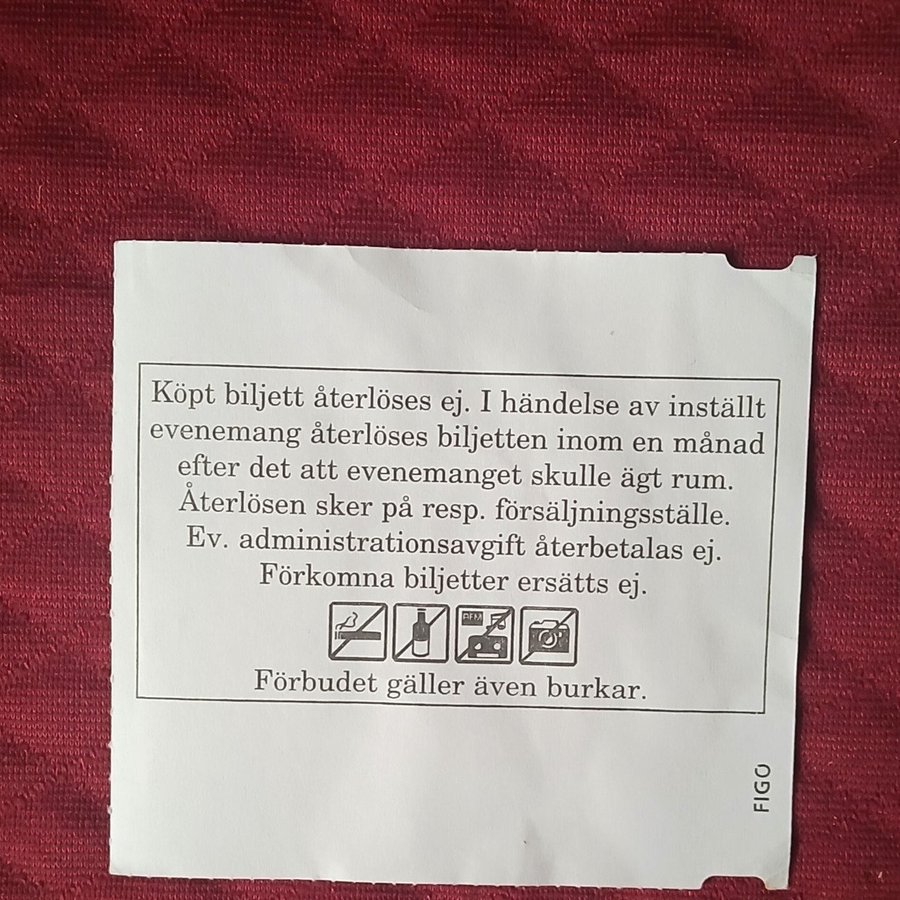 Köpt biljett återlöses ej. I händelse av inställt
evenemang återlöses biljetten inom en månad
efter det att evenemanget skulle ägt rum.
Återlösen sker på resp. försäljningsställe.
Ev. administrationsavgift återbetalas ej.
Förkomna biljetter ersätts ej.
Förbudet gäller även burkar.
FIGO